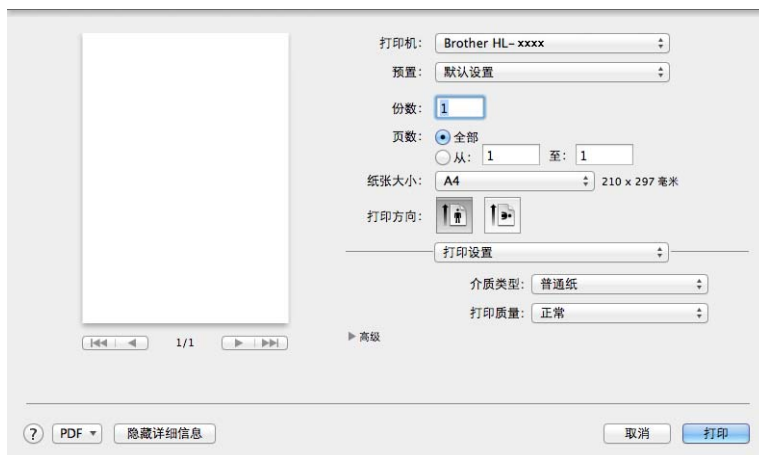 打印机: Brother HL- xxxx
预置: 默认设置
份数: 1
页数: 全部
从: 1 至: 1
纸张大小: A4 210 x 297 毫米
打印方向:
打印设置
介质类型: 普通纸
打印质量: 正常
1/1
高级
? PDF 隐藏详细信息 取消 打印